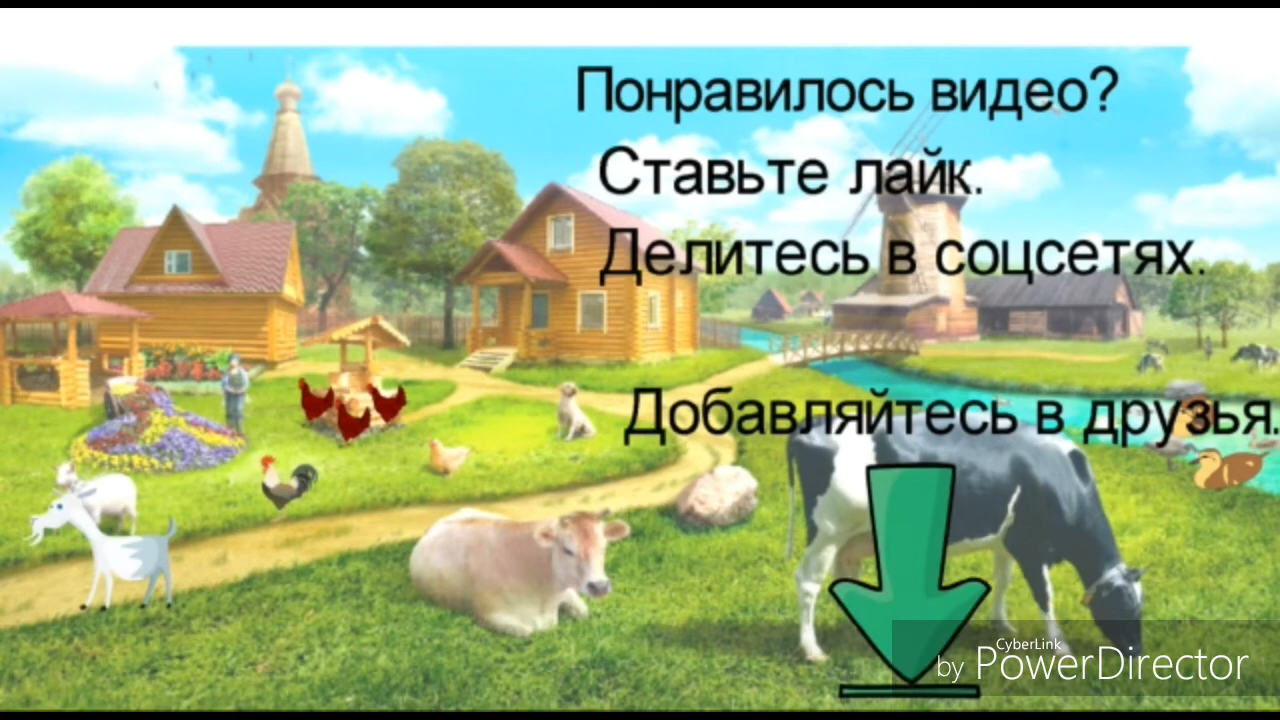 Понравилось видео?
Ставьте лайк.
Делитесь в соцсетях.
Добавляйтесь в друзья.
CyberLink
by PowerDirector